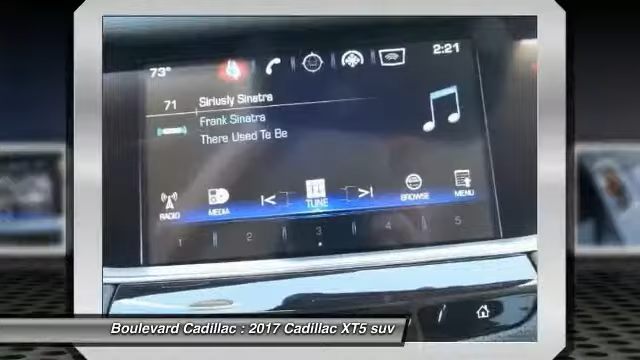 2:21
73°
71 Siriusly Sinatra
Frank Sinatra
There Used To Be
RADIO MEDIA TUNE BROWSE MENU
1 2 3 4 5
Boulevard Cadillac : 2017 Cadillac XT5 suv